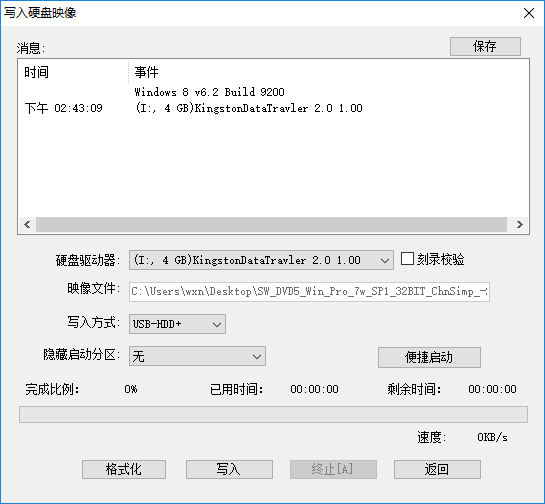 写入硬盘映像
消息:
保存
时间 事件
Windows 8 v6.2 Build 9200
下午 02:43:09 (I:, 4 GB)KingstonDataTravler 2.0 1.00
硬盘驱动器: (I:, 4 GB)KingstonDataTravler 2.0 1.00 刻录校验
映像文件: C:\Users\wxn\Desktop\SW_DVD5_Win_Pro_7w_SP1_32BIT_ChnSimp_-
写入方式: USB-HDD+
隐藏启动分区: 无 便捷启动
完成比例: 0% 已用时间: 00:00:00 剩余时间: 00:00:00
速度: 0KB/s
格式化 写入 终止[A] 返回